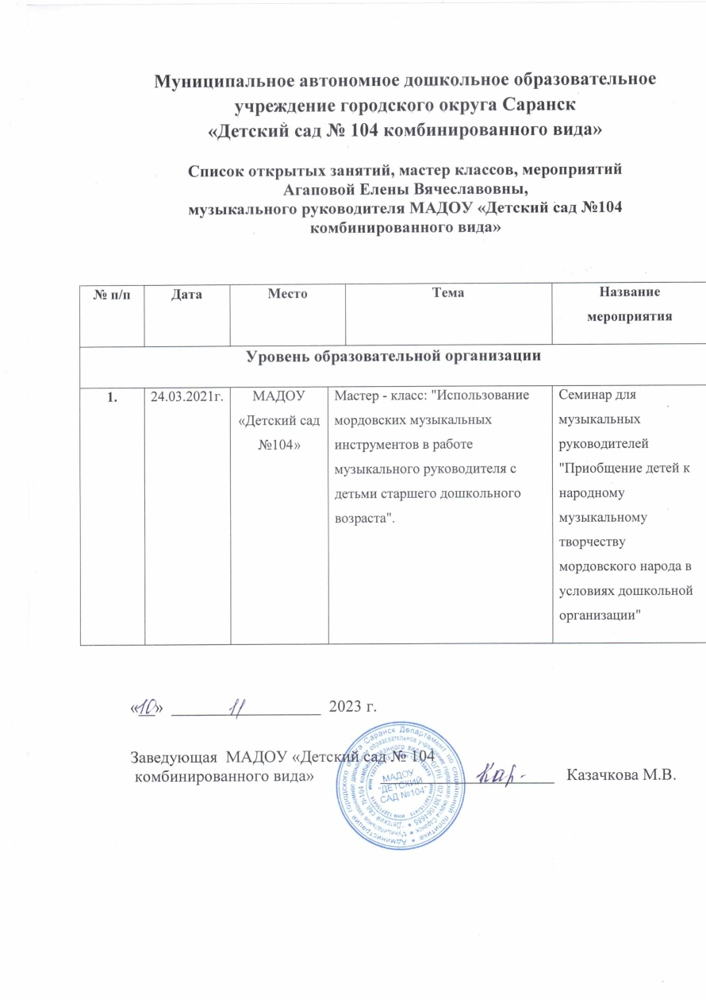 Муниципальное автономное дошкольное образовательное
учреждение городского округа Саранск
«Детский сад № 104 комбинированного вида»
Список открытых занятий, мастер классов, мероприятий
Агаповой Елены Вячеславовны,
музыкального руководителя МАДОУ «Детский сад №104
комбинированного вида»
№ п/п
Дата
Место
Тема
Название
мероприятия
Уровень образовательной организации
1.
24.03.2021г.
МАДОУ
«Детский сад
№104»
Мастер - класс: "Использование
мордовских музыкальных
инструментов в работе
музыкального руководителя с
детьми старшего дошкольного
возраста".
Семинар для
музыкальных
руководителей
"Приобщение детей к
народному
музыкальному
творчеству
мордовского народа в
условиях дошкольной
организации"
«10» 11 2023 г.
Заведующая МАДОУ «Детский сад № 104
комбинированного вида» Казачкова М.В.
МАДОУ
"ДЕТСКИЙ
САД №104"